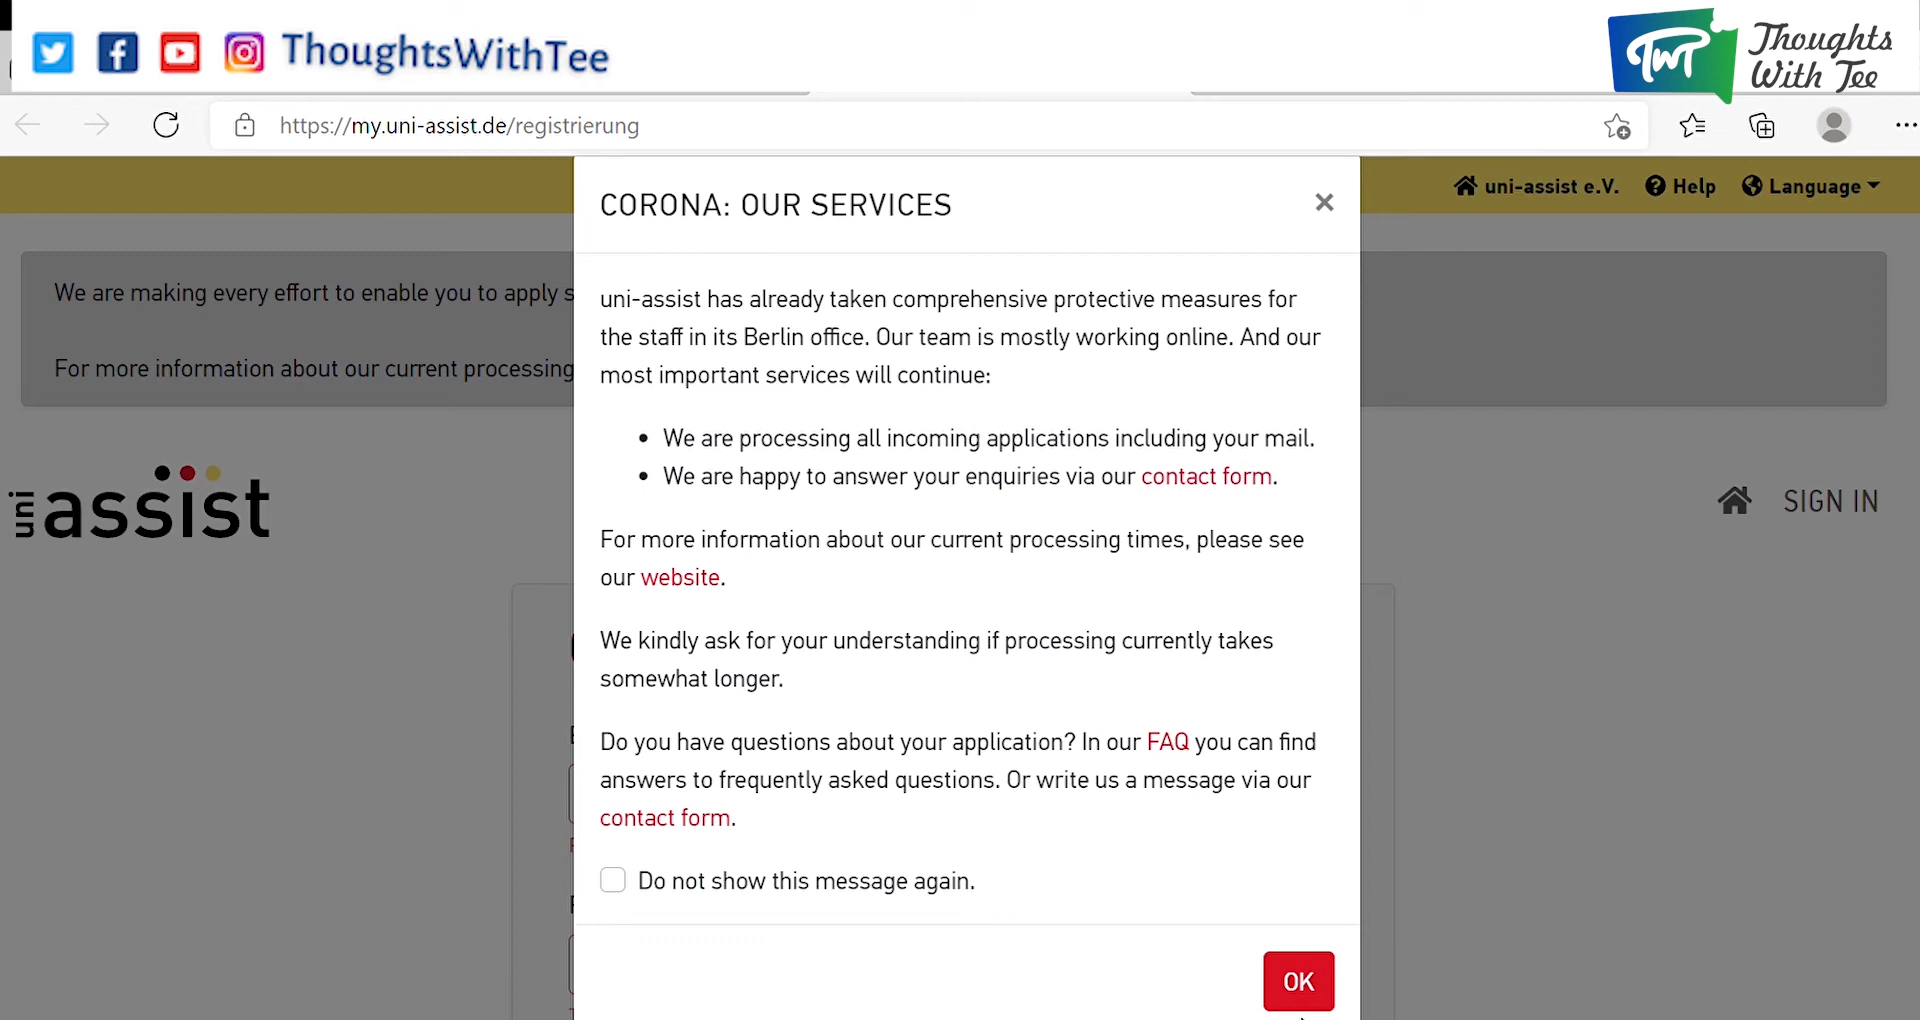 ThoughtsWithTee
TWT
Thoughts
With Tee
https://my.uni-assist.de/registrierung
uni-assist e.V.
Help
Language
CORONA: OUR SERVICES
We are making every effort to enable you to apply s
For more information about our current processing
uni-assist has already taken comprehensive protective measures for
the staff in its Berlin office. Our team is mostly working online. And our
most important services will continue:
• We are processing all incoming applications including your mail.
• We are happy to answer your enquiries via our contact form.
uni assist
SIGN IN
For more information about our current processing times, please see
our website.
We kindly ask for your understanding if processing currently takes
somewhat longer.
Do you have questions about your application? In our FAQ you can find
answers to frequently asked questions. Or write us a message via our
contact form.
Do not show this message again.
OK